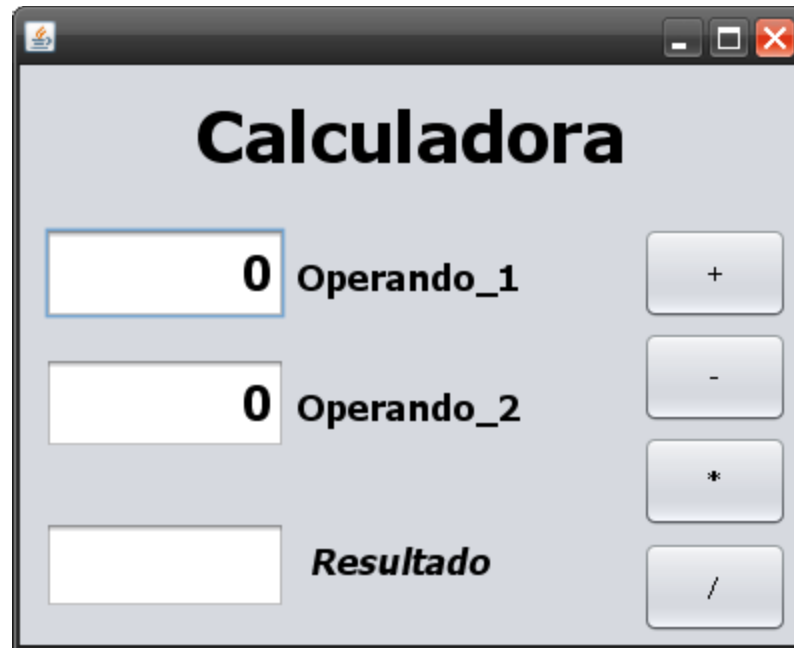 Calculadora
0 Operando_1 +
0 Operando_2 -
*
Resultado /